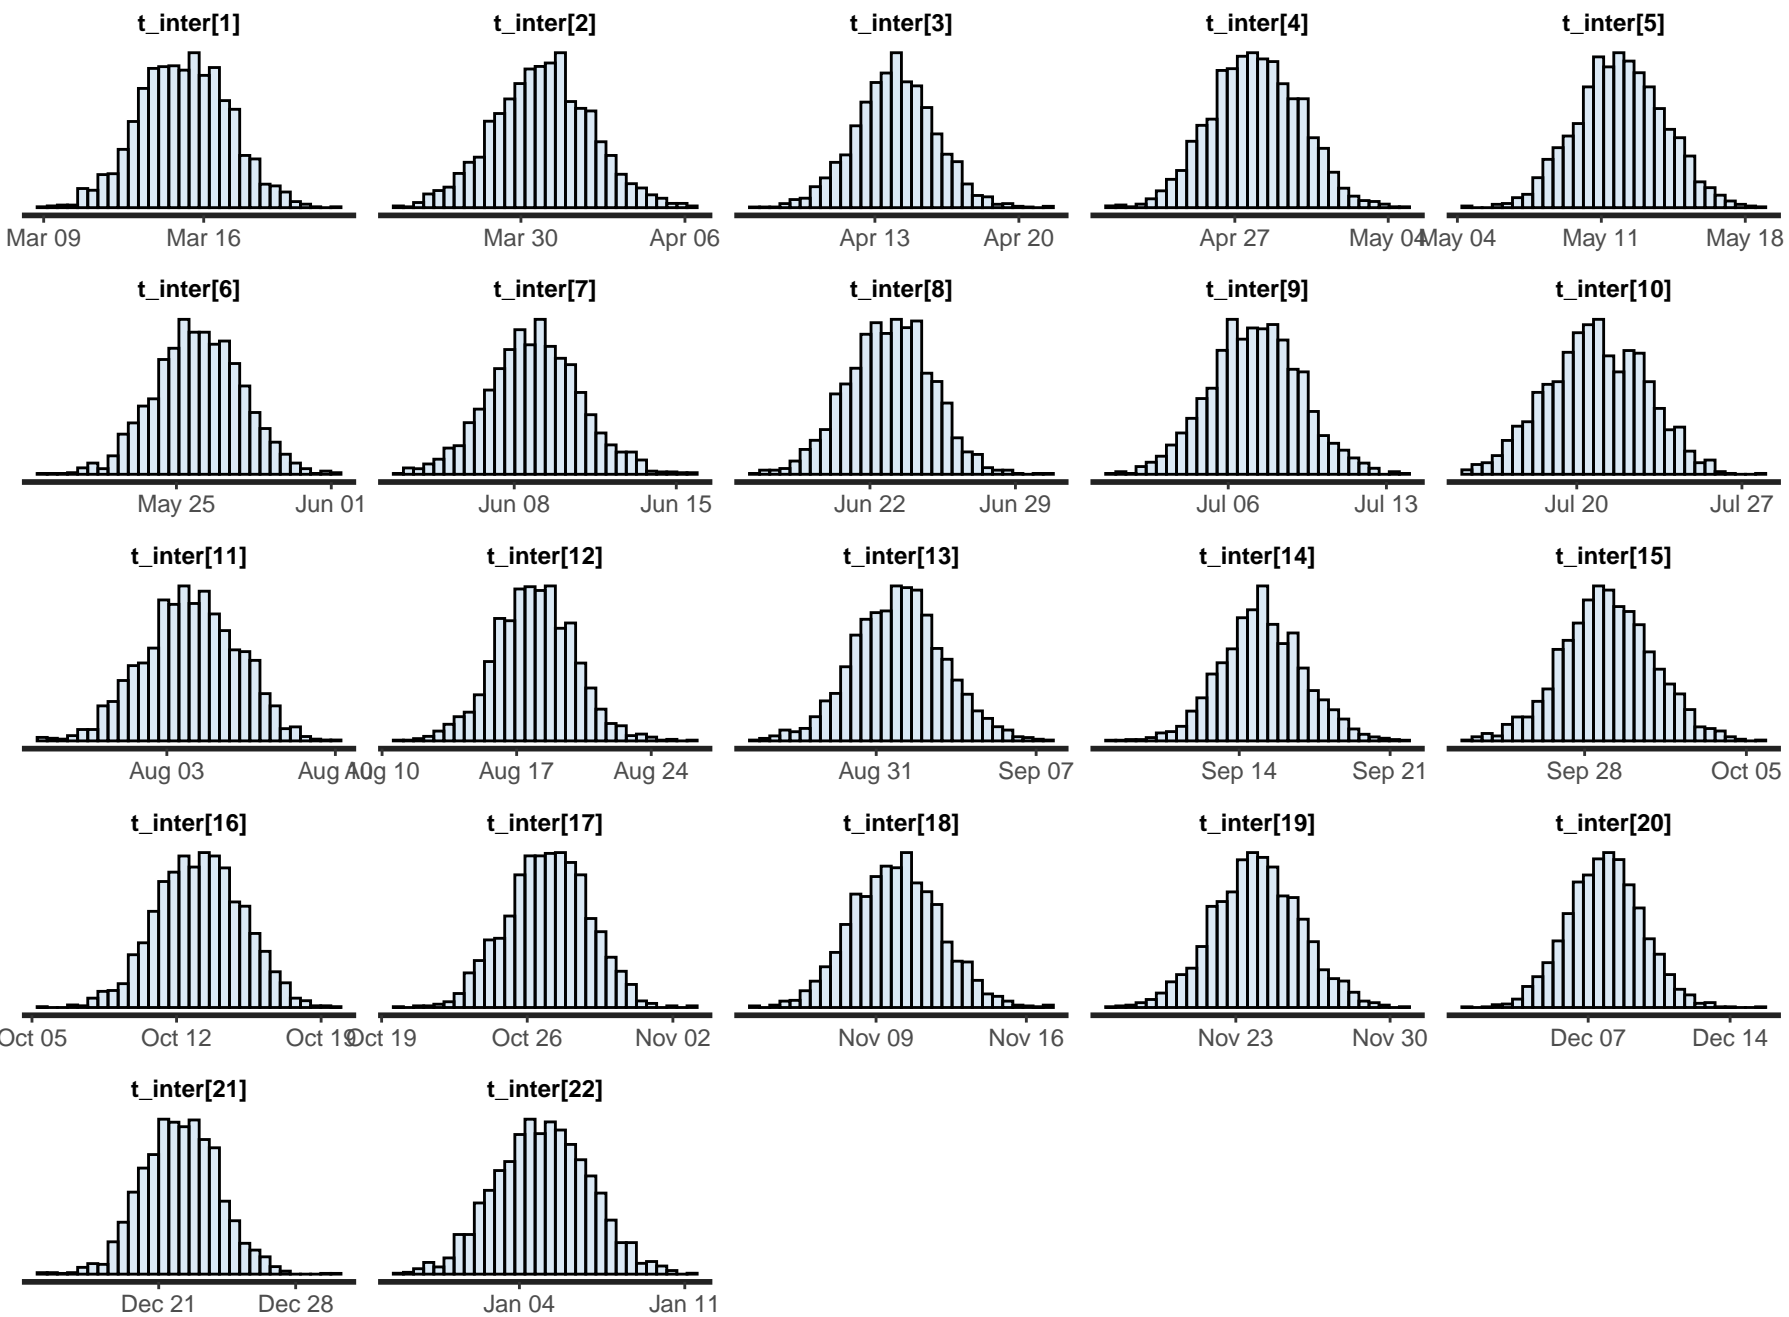 t_inter[1] t_inter[2] t_inter[3] t_inter[4] t_inter[5]
Mar 09 Mar 16 Mar 30 Apr 06 Apr 13 Apr 20 Apr 27 May 04 May 04 May 11 May 18
t_inter[6] t_inter[7] t_inter[8] t_inter[9] t_inter[10]
May 25 Jun 01 Jun 08 Jun 15 Jun 22 Jun 29 Jul 06 Jul 13 Jul 20 Jul 27
t_inter[11] t_inter[12] t_inter[13] t_inter[14] t_inter[15]
Aug 03 Aug 10 Aug 10 Aug 17 Aug 24 Aug 31 Sep 07 Sep 14 Sep 21 Sep 28 Oct 05
t_inter[16] t_inter[17] t_inter[18] t_inter[19] t_inter[20]
Oct 05 Oct 12 Oct 19 Oct 19 Oct 26 Nov 02 Nov 09 Nov 16 Nov 23 Nov 30 Dec 07 Dec 14
t_inter[21] t_inter[22]
Dec 21 Dec 28 Jan 04 Jan 11